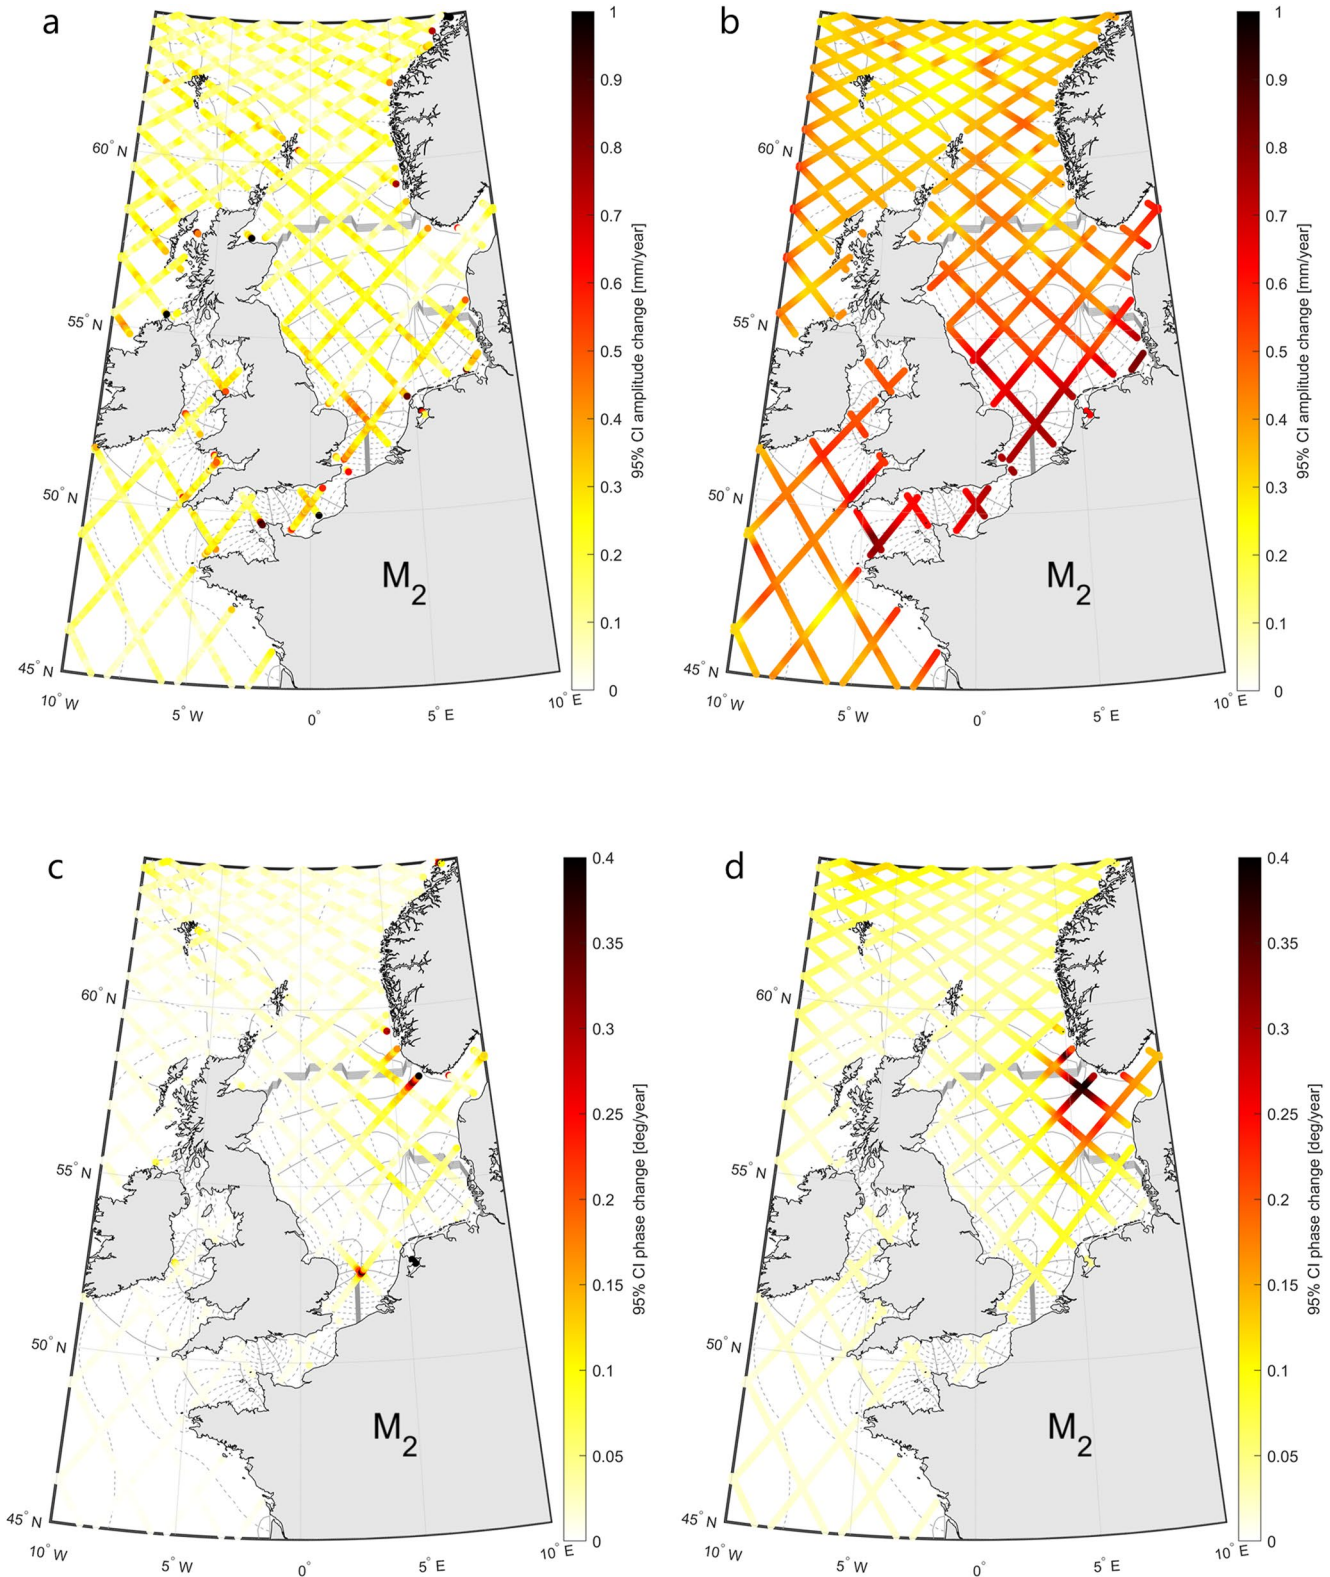 a
60° N
55° N
50° N
45° N
10° W
5° W
0°
5° E
10° E
M2
1
0.9
0.8
0.7
0.6
0.5
0.4
0.3
0.2
0.1
0
95% CI amplitude change [mm/year]
b
60° N
55° N
50° N
45° N
10° W
5° W
0°
5° E
10° E
M2
1
0.9
0.8
0.7
0.6
0.5
0.4
0.3
0.2
0.1
0
95% CI amplitude change [mm/year]
c
60° N
55° N
50° N
45° N
10° W
5° W
0°
5° E
10° E
M2
0.4
0.35
0.3
0.25
0.2
0.15
0.1
0.05
0
95% CI phase change [deg/year]
d
60° N
55° N
50° N
45° N
10° W
5° W
0°
5° E
10° E
M2
0.4
0.35
0.3
0.25
0.2
0.15
0.1
0.05
0
95% CI phase change [deg/year]